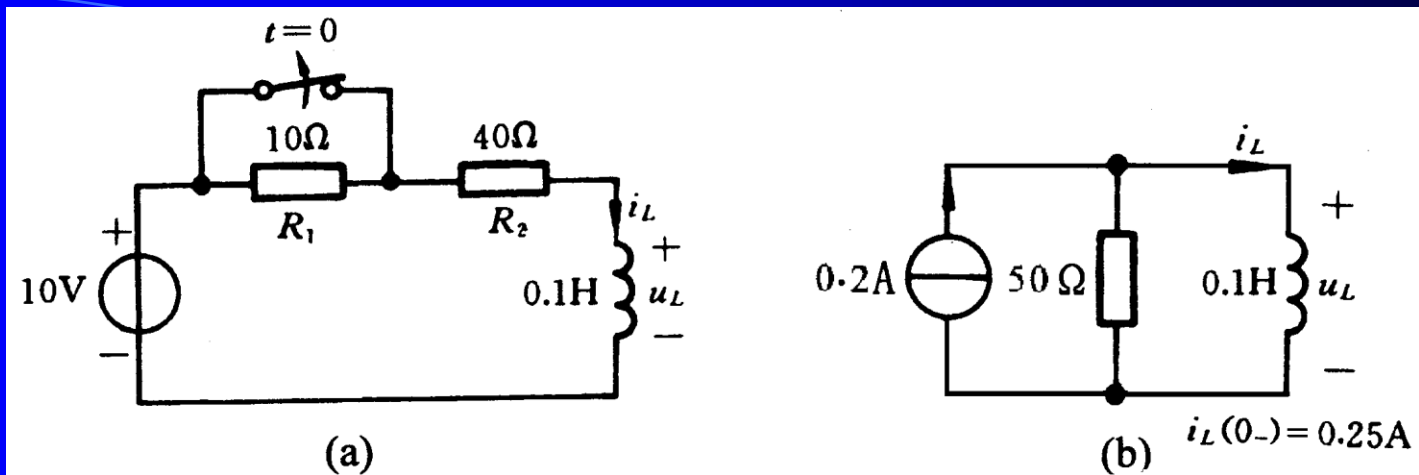 t=0
10Ω
40Ω
R₁
R₂
i_L
+
10V
−
0.1H
+
u_L
−
(a)
i_L
0.2A
50Ω
0.1H
+
u_L
−
i_L(0₋)=0.25A
(b)